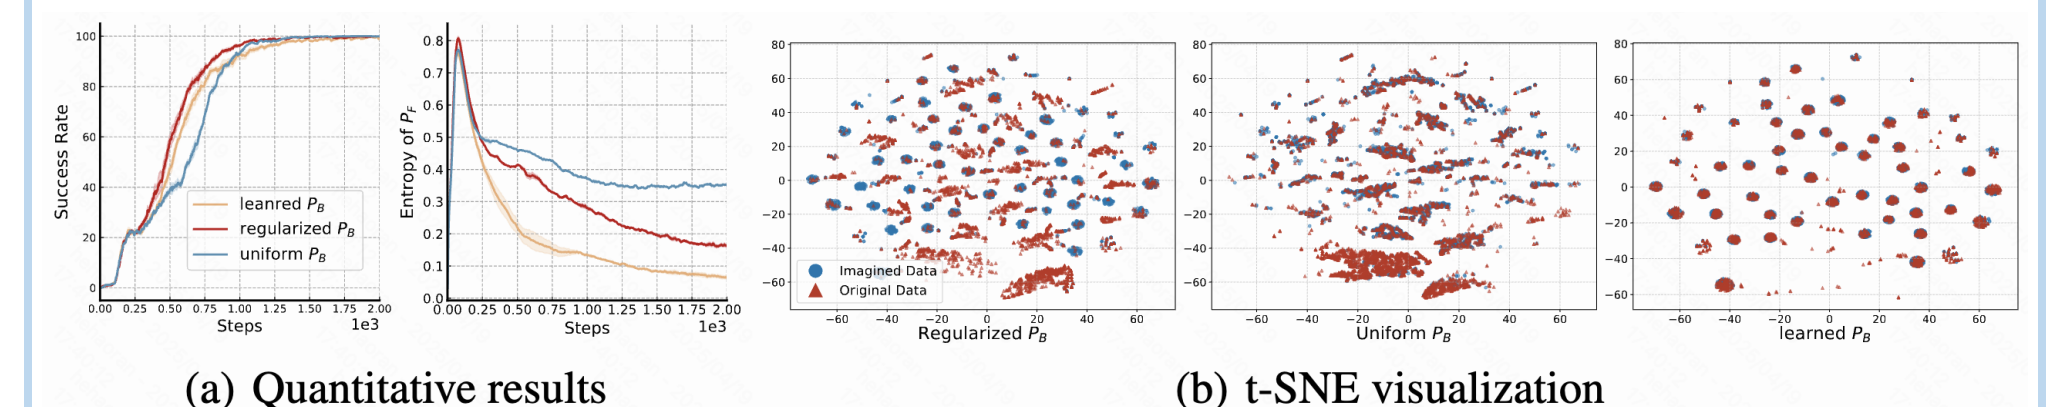 Success Rate
100
80
60
40
20
0
leanred P_B
regularized P_B
uniform P_B
0.00 0.25 0.50 0.75 1.00 1.25 1.50 1.75 2.00
Steps
1e3
Entropy of P_F
0.8
0.7
0.6
0.5
0.4
0.3
0.2
0.1
0.0
0.00 0.25 0.50 0.75 1.00 1.25 1.50 1.75 2.00
Steps
1e3
80
60
40
20
0
−20
−40
−60
Imagined Data
Original Data
−60 −40 −20 0 20 40 60
Regularized P_B
80
60
40
20
0
−20
−40
−60
−60 −40 −20 0 20 40 60
Uniform P_B
80
60
40
20
0
−20
−40
−60
−60 −40 −20 0 20 40 60
learned P_B
(a) Quantitative results
(b) t-SNE visualization